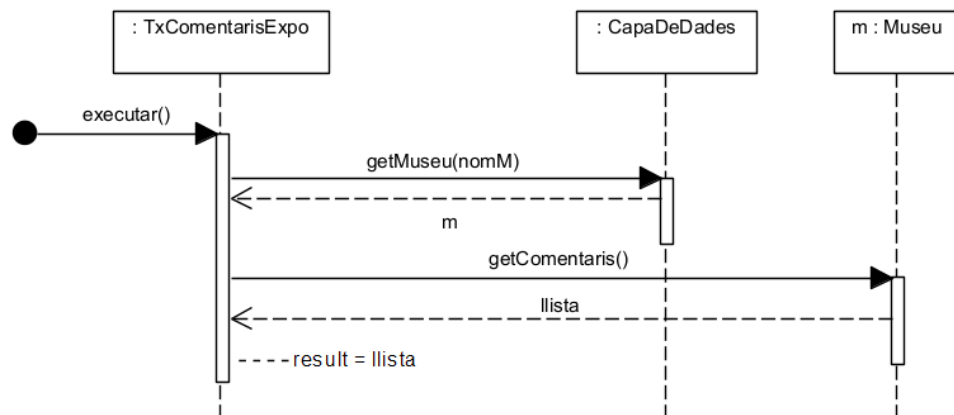 : TxComentarisExpo
: CapaDeDades
m : Museu
executar()
getMuseu(nomM)
m
getComentaris()
llista
result = llista